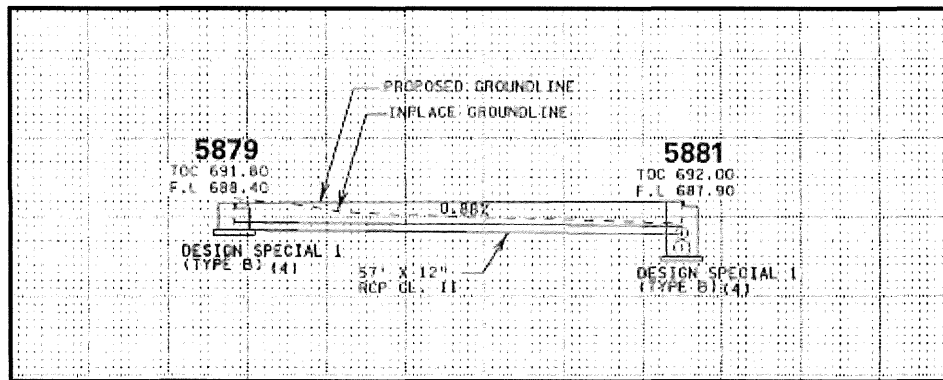 PROPOSED GROUNDLINE
INPLACE GROUNDLINE
5879
TOC 691.80
F.L 688.40
5881
TOC 692.00
F.L 687.90
0.88%
DESIGN SPECIAL 1
(TYPE B) (4)
57' X 12"
RCP CL. II
DESIGN SPECIAL 1
(TYPE B) (4)